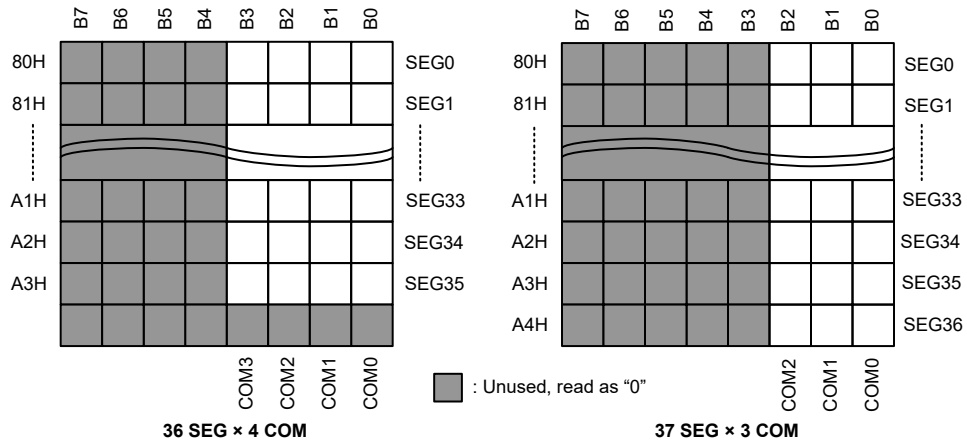 B7 B6 B5 B4 B3 B2 B1 B0
80H SEG0
81H SEG1
A1H SEG33
A2H SEG34
A3H SEG35
COM3 COM2 COM1 COM0
36 SEG × 4 COM
B7 B6 B5 B4 B3 B2 B1 B0
80H SEG0
81H SEG1
A1H SEG33
A2H SEG34
A3H SEG35
A4H SEG36
COM2 COM1 COM0
37 SEG × 3 COM
: Unused, read as “0”